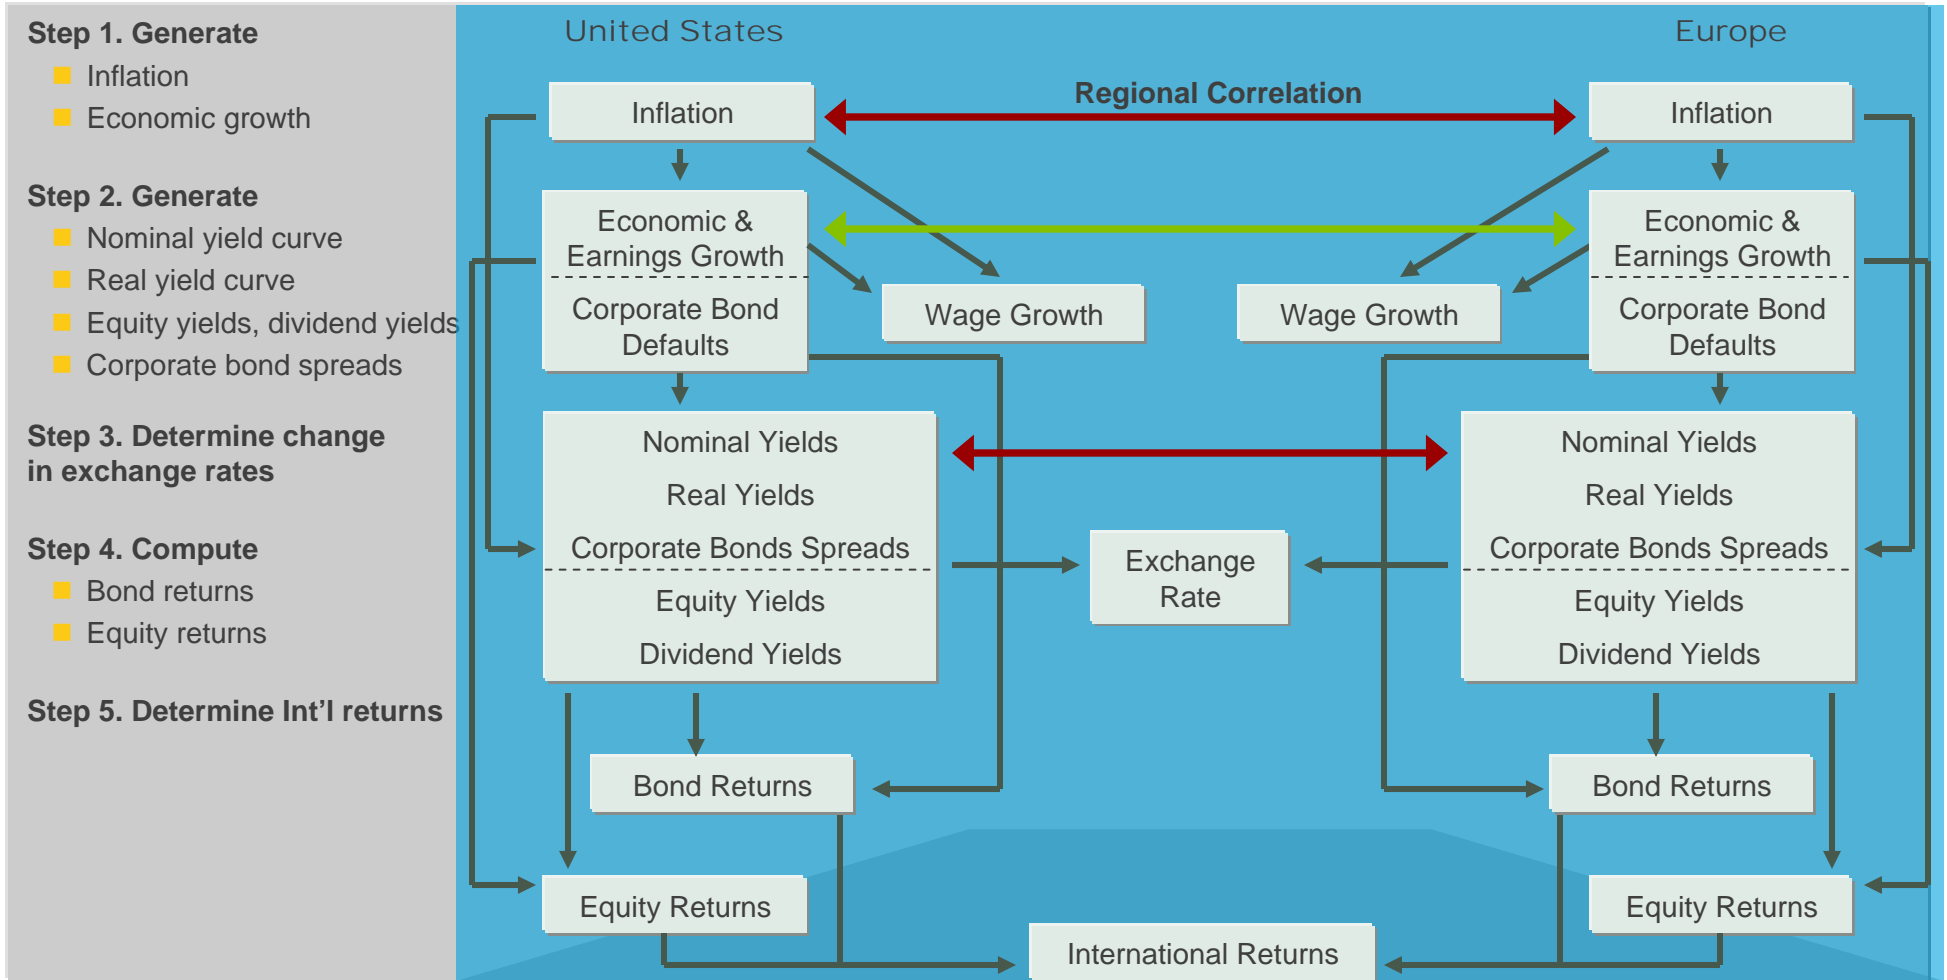 Step 1. Generate
Inflation
Economic growth
Step 2. Generate
Nominal yield curve
Real yield curve
Equity yields, dividend yields
Corporate bond spreads
Step 3. Determine change
in exchange rates
Step 4. Compute
Bond returns
Equity returns
Step 5. Determine Int’l returns
United States
Europe
Regional Correlation
Inflation
Inflation
Economic &
Earnings Growth
Corporate Bond
Defaults
Wage Growth
Wage Growth
Economic &
Earnings Growth
Corporate Bond
Defaults
Nominal Yields
Real Yields
Corporate Bonds Spreads
Equity Yields
Dividend Yields
Exchange
Rate
Nominal Yields
Real Yields
Corporate Bonds Spreads
Equity Yields
Dividend Yields
Bond Returns
Bond Returns
Equity Returns
Equity Returns
International Returns